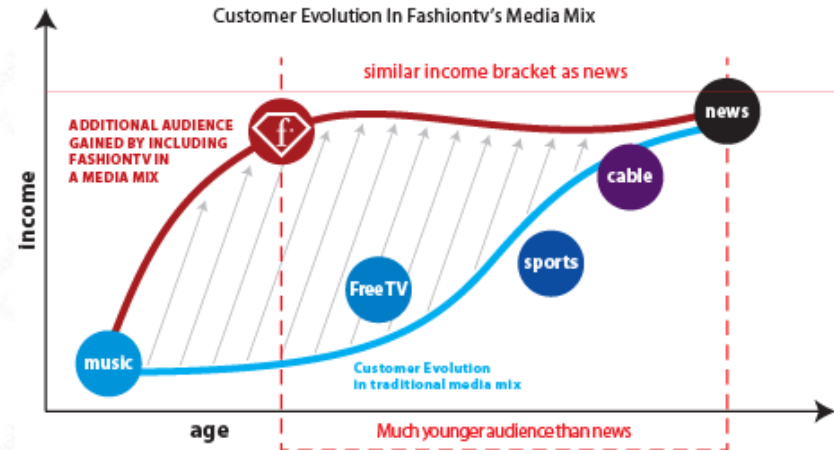 Customer Evolution In Fashiontv's Media Mix
similar income bracket as news
news
ADDITIONAL AUDIENCE
GAINED BY INCLUDING
FASHIONTV IN
A MEDIA MIX
f
cable
income
sports
FreeTV
music
Customer Evolution
in traditional media mix
age
Much younger audience than news